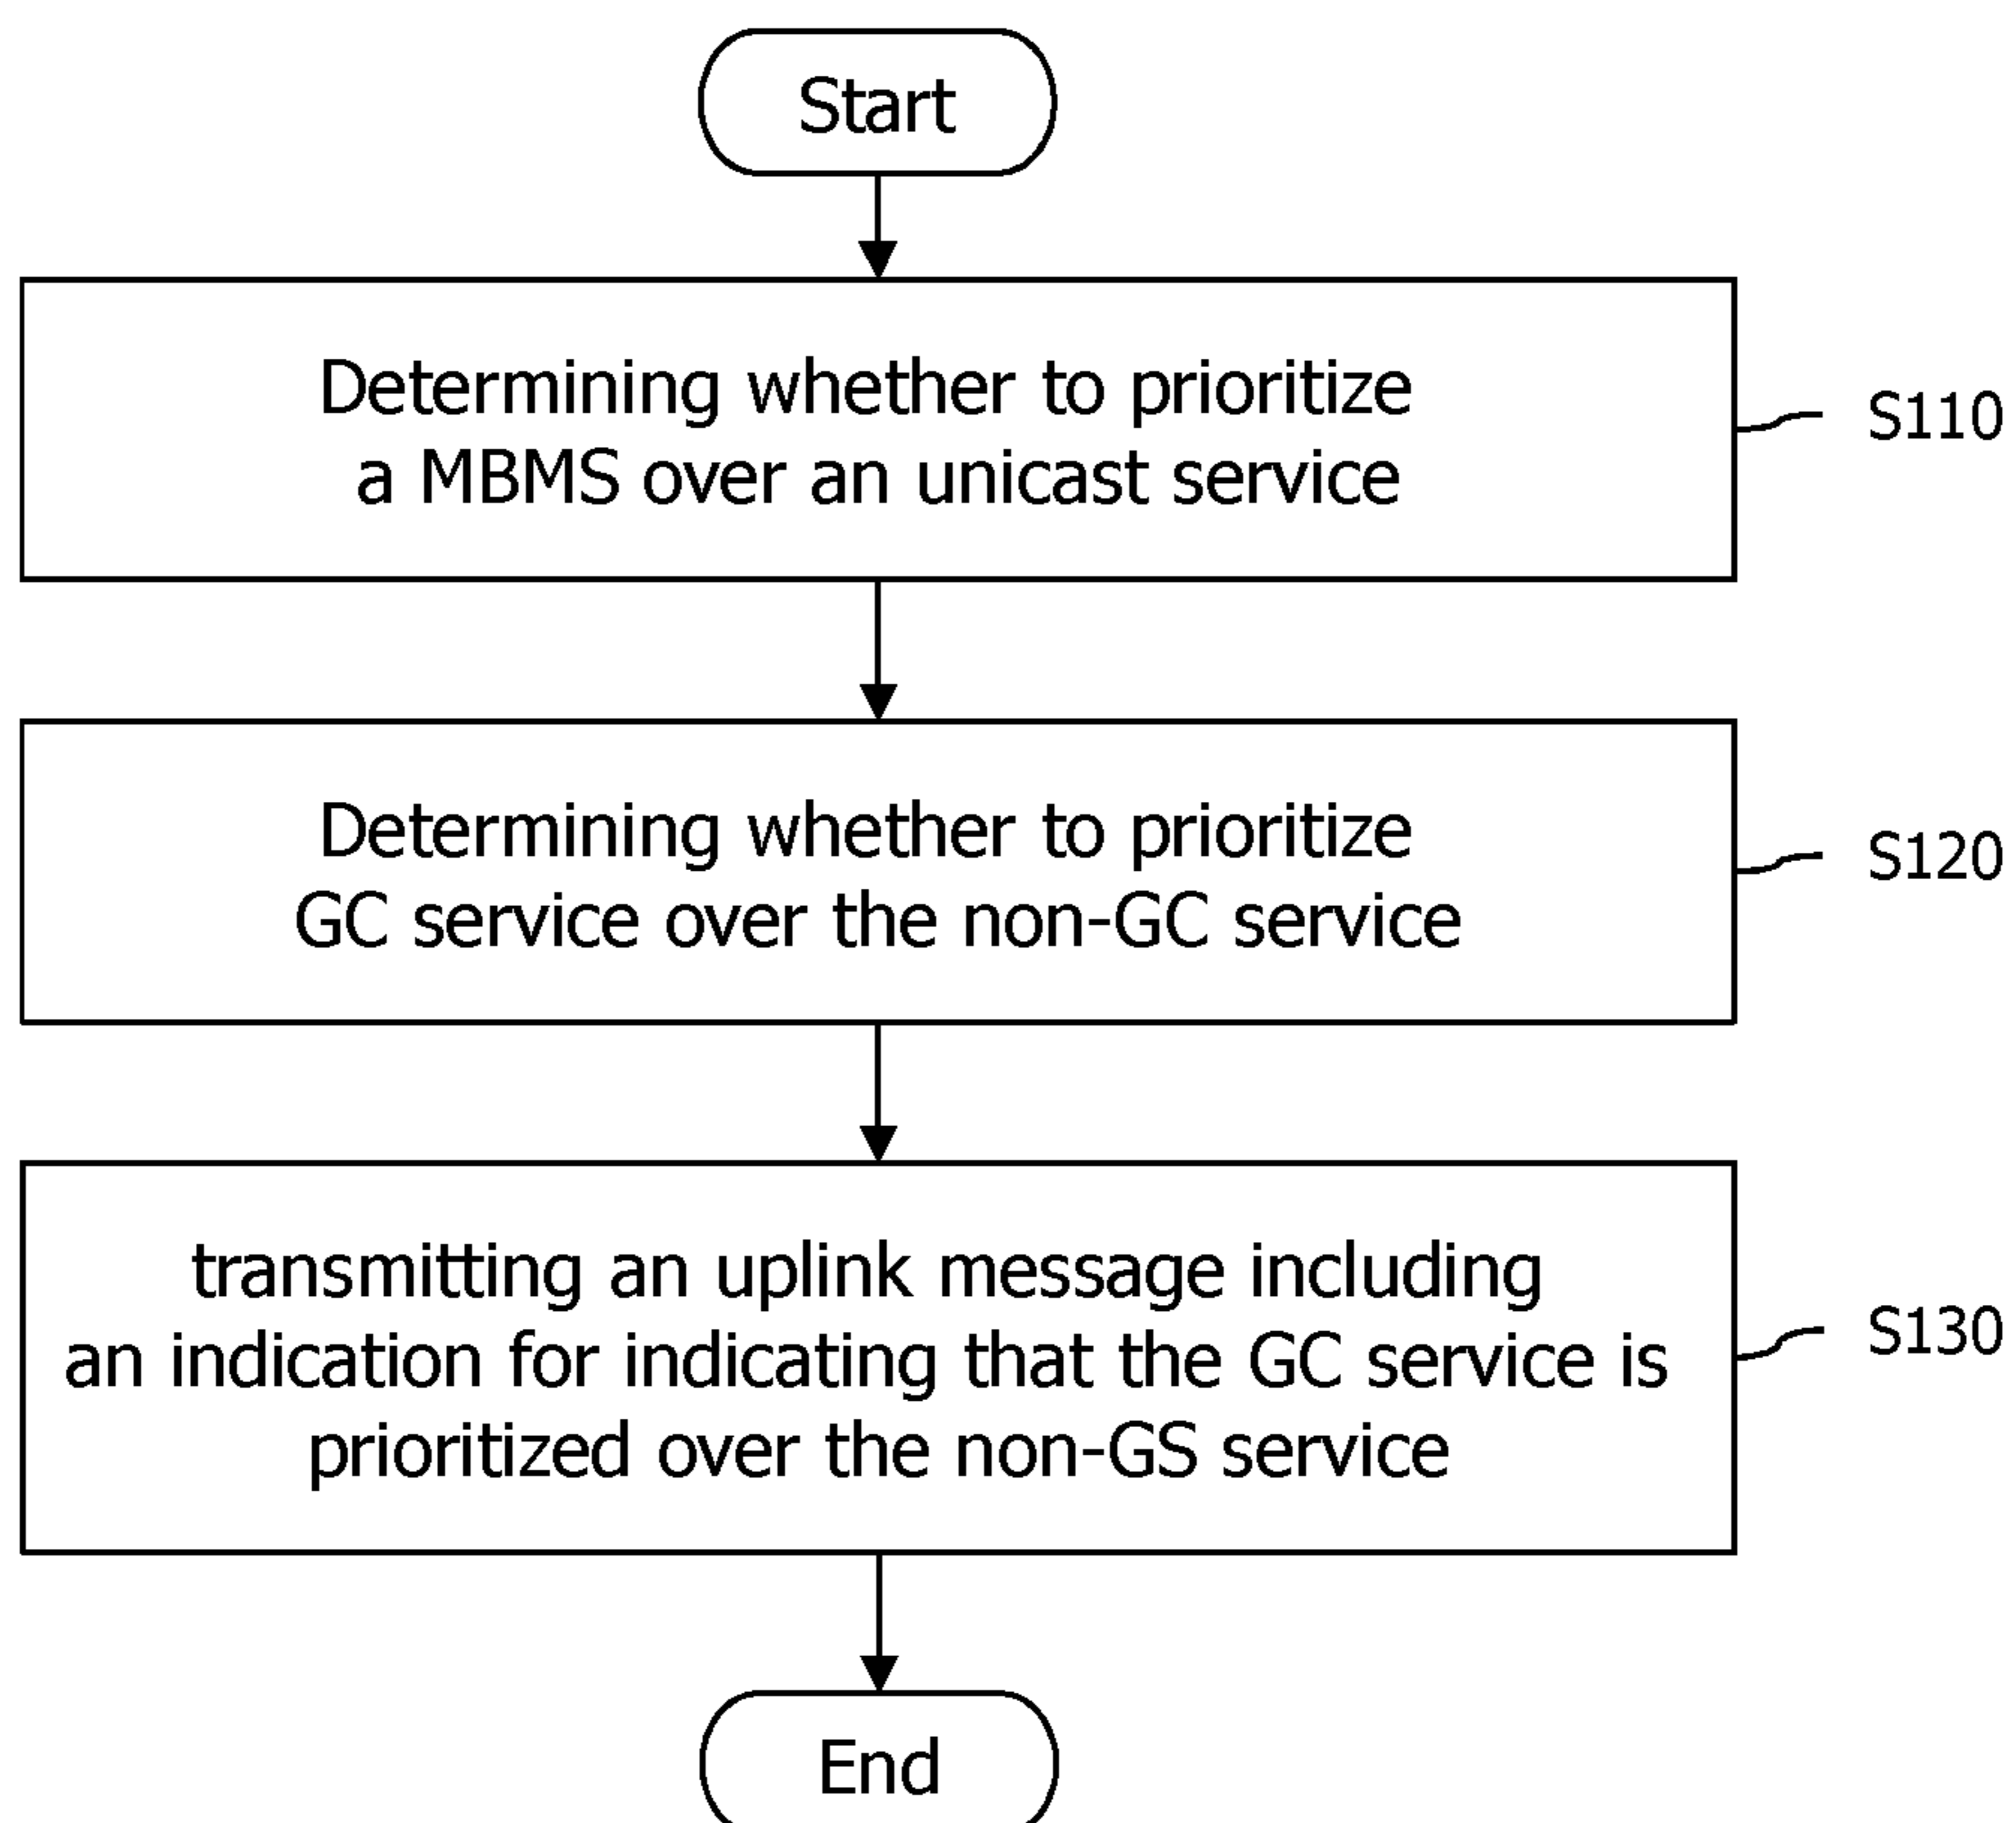 Start
Determining whether to prioritize
a MBMS over an unicast service
S110
Determining whether to prioritize
GC service over the non-GC service
S120
transmitting an uplink message including
an indication for indicating that the GC service is
prioritized over the non-GS service
S130
End